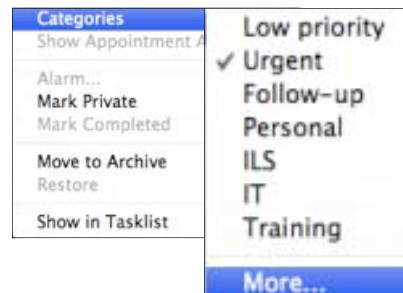 Categories
Show Appointment A
Alarm...
Mark Private
Mark Completed
Move to Archive
Restore
Show in Tasklist
Low priority
✓ Urgent
Follow-up
Personal
ILS
IT
Training
More...